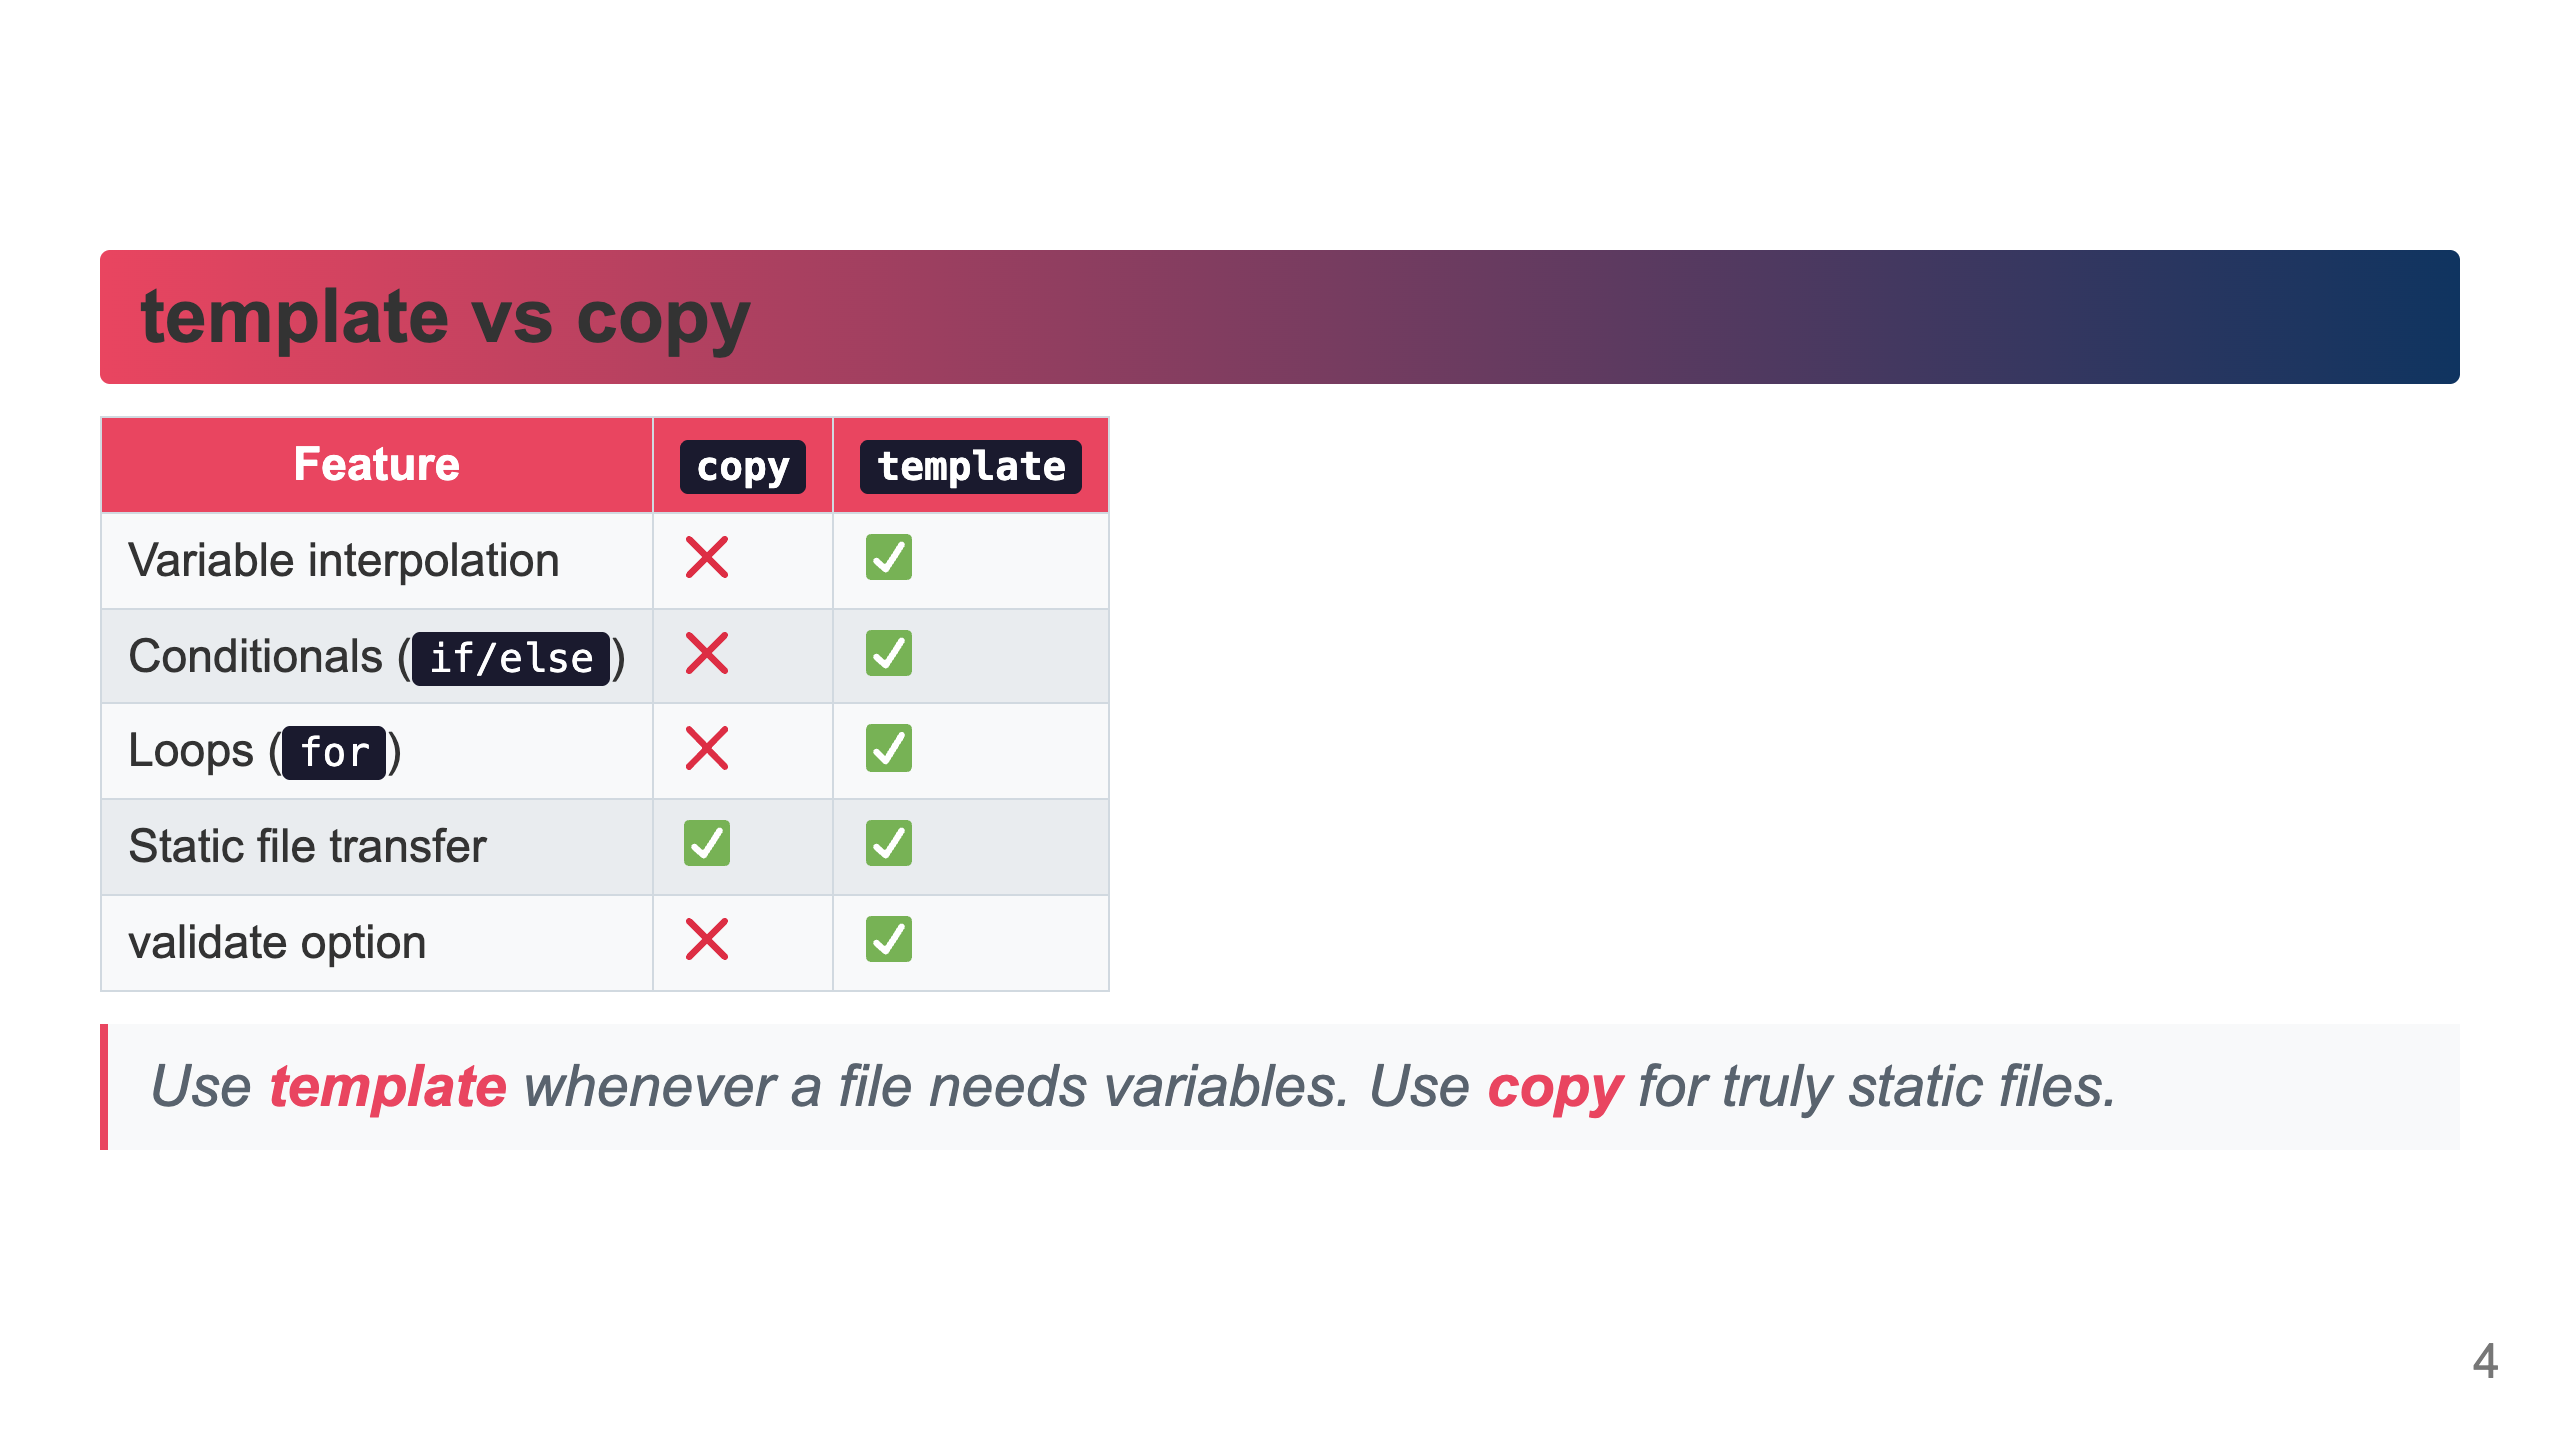 template vs copy
Feature copy template
Variable interpolation ❌ ✅
Conditionals (if/else) ❌ ✅
Loops (for) ❌ ✅
Static file transfer ✅ ✅
validate option ❌ ✅
Use template whenever a file needs variables. Use copy for truly static files.
4